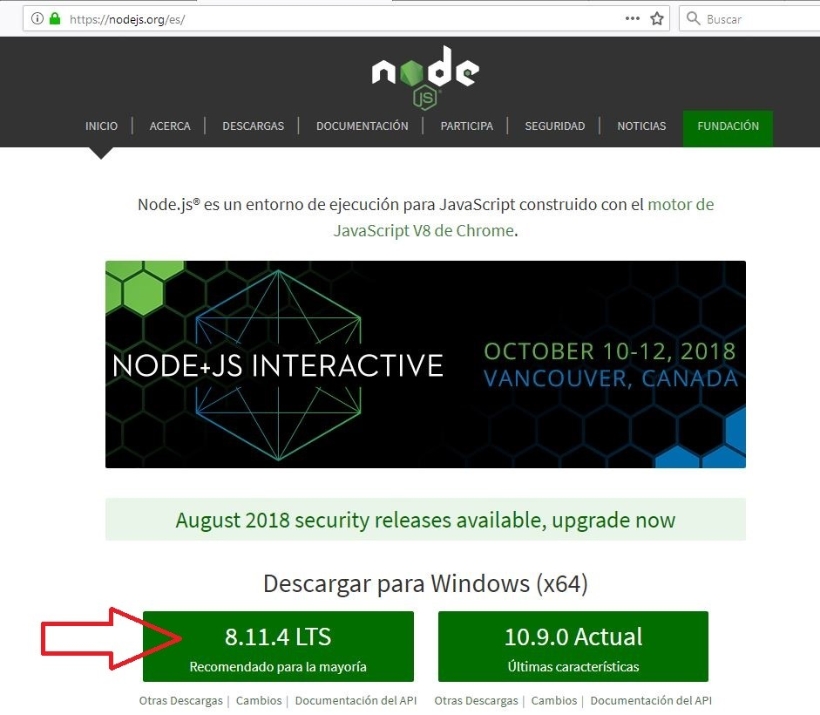 https://nodejs.org/es/
Buscar
node
JS
INICIO | ACERCA | DESCARGAS | DOCUMENTACIÓN | PARTICIPA | SEGURIDAD | NOTICIAS FUNDACIÓN
Node.js® es un entorno de ejecución para JavaScript construido con el motor de
JavaScript V8 de Chrome.
NODE+JS INTERACTIVE
OCTOBER 10-12, 2018
VANCOUVER, CANADA
August 2018 security releases available, upgrade now
Descargar para Windows (x64)
8.11.4 LTS
Recomendado para la mayoría
10.9.0 Actual
Últimas características
Otras Descargas | Cambios | Documentación del API
Otras Descargas | Cambios | Documentación del API